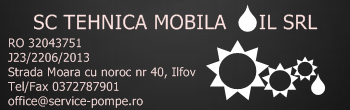 SC TEHNICA MOBILA OIL SRL
RO 32043751
J23/2206/2013
Strada Moara cu noroc nr 40, Ilfov
Tel/Fax 0372787901
office@service-pompe.ro